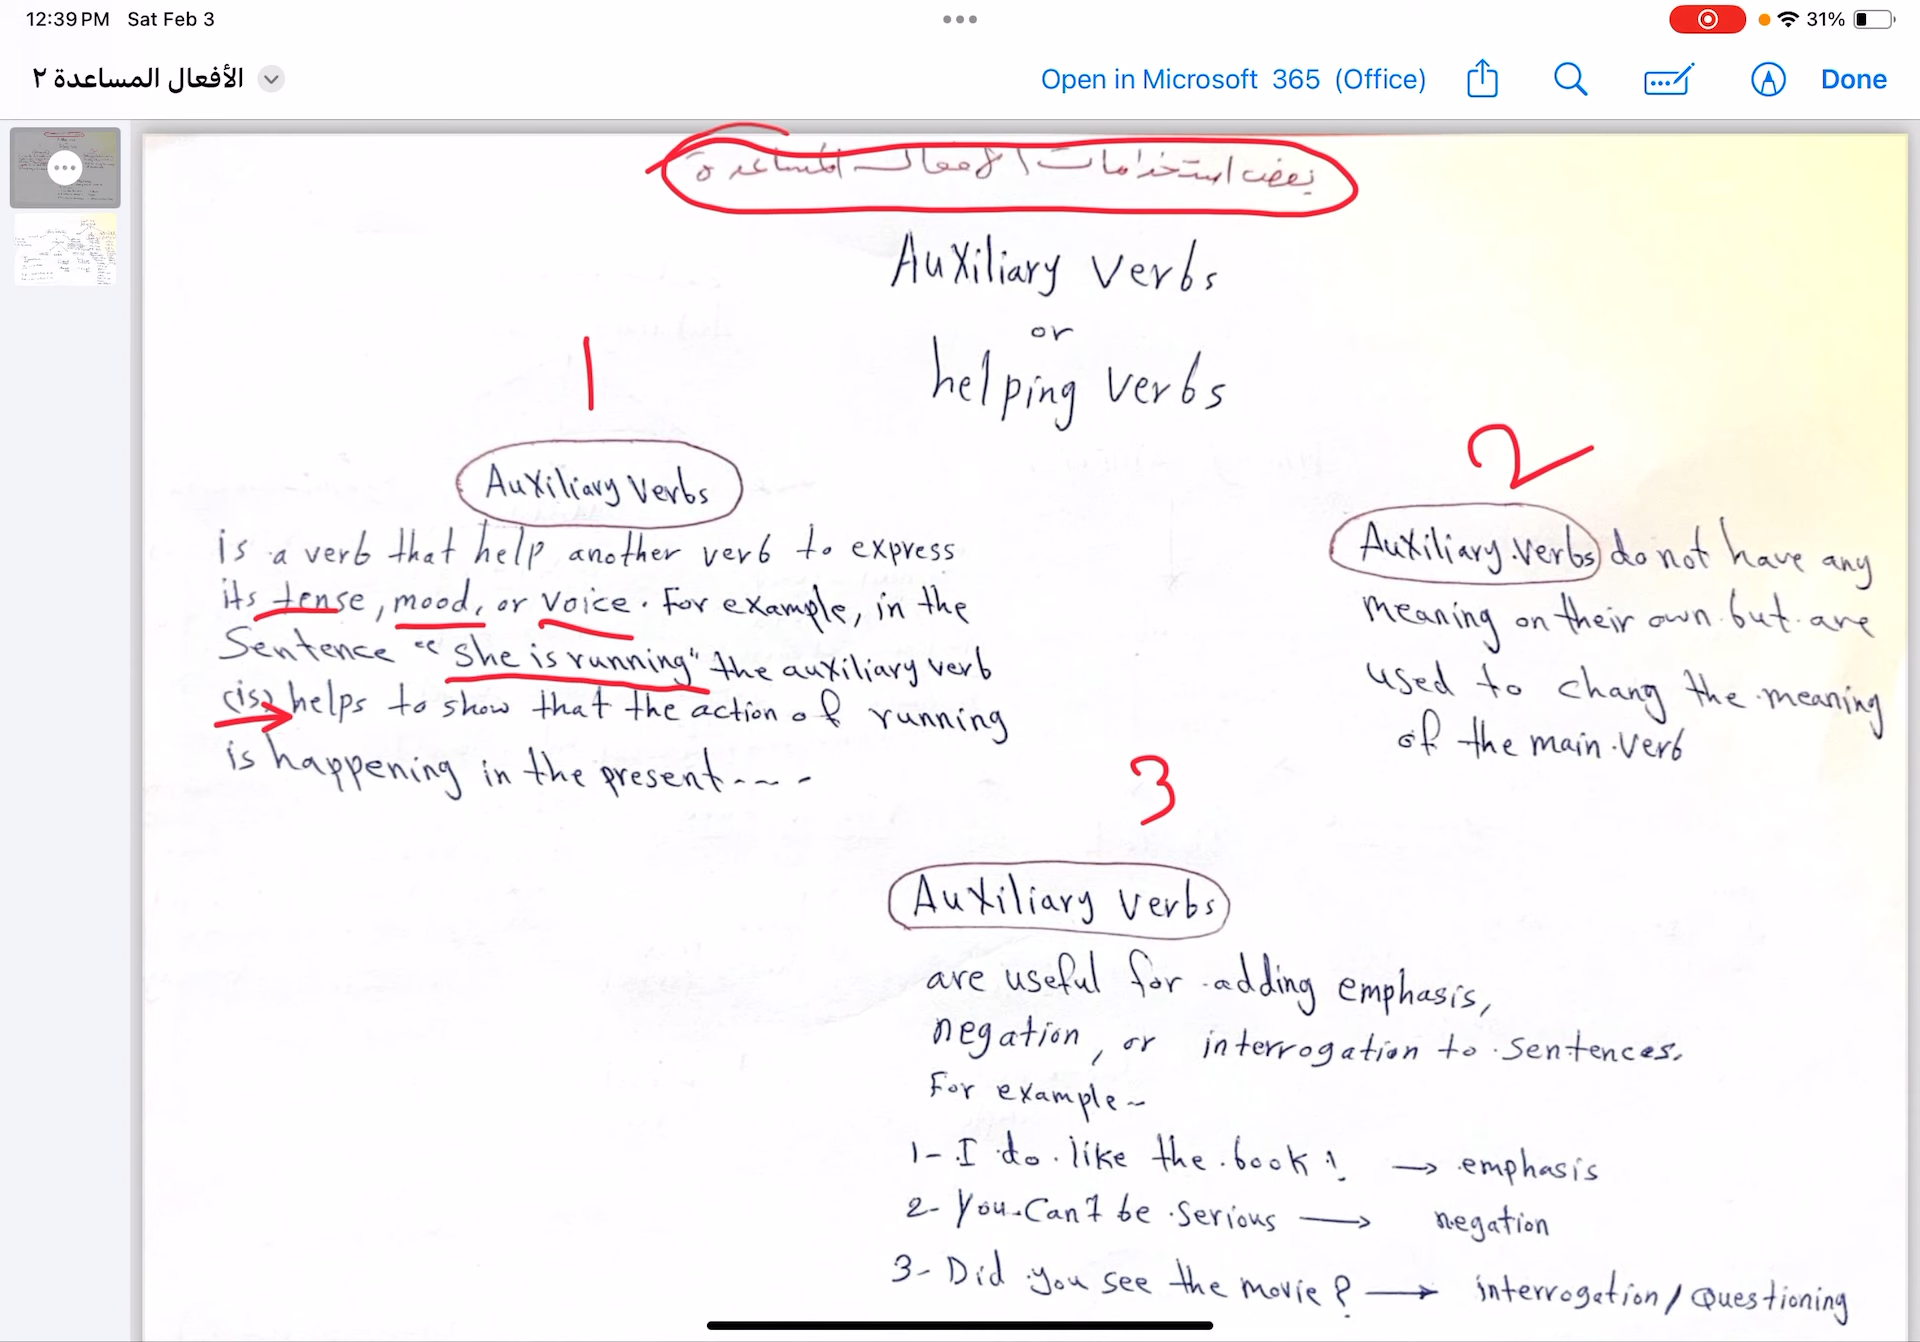 12:39 PM Sat Feb 3
31%
الأفعال المساعدة ٢
Open in Microsoft 365 (Office)
Done
بعض استخدامات الافعال المساعدة
Auxiliary verbs
or
helping verbs
1
Auxiliary verbs
is a verb that help another verb to express
its tense, mood, or voice. For example, in the
Sentence "She is running" the auxiliary verb
(is) helps to show that the action of running
is happening in the present----
2
Auxiliary verbs do not have any
meaning on their own but are
used to chang the meaning
of the main verb
3
Auxiliary verbs
are useful for adding emphasis,
negation, or interrogation to sentences.
For example-
1- I do like the book! → emphasis
2- You Can't be serious → negation
3- Did you see the movie? → interrogation / Questioning